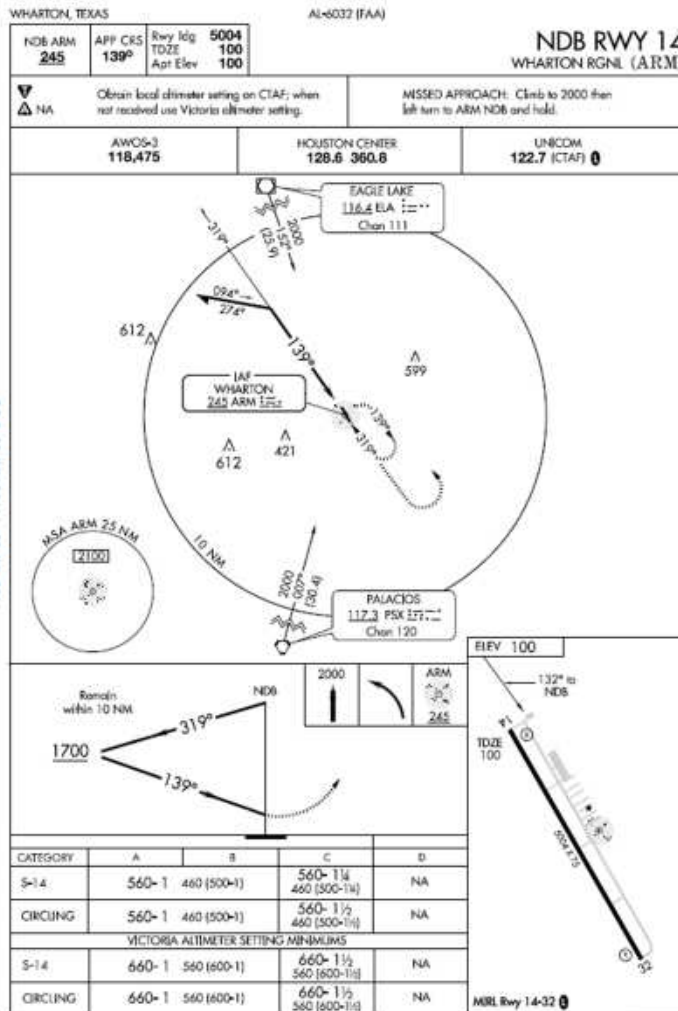 WHARTON, TEXAS
AL-6032 (FAA)
NDB ARM
245
APP CRS
139°
Rwy ldg 5004
TDZE 100
Apt Elev 100
NDB RWY 14
WHARTON RGNL (ARM)
NA
Obtain local altimeter setting on CTAF; when
not received use Victoria altimeter setting.
MISSED APPROACH: Climb to 2000 then
left turn to ARM NDB and hold.
AWOS-3
118.475
HOUSTON CENTER
128.6 360.8
UNICOM
122.7 (CTAF)
EAGLE LAKE
116.4 ELA
Chan 111
2000
152°
(25.9)
319°
094°
274°
139°
612
599
IAF
WHARTON
245 ARM
139°
319°
612
421
MSA ARM 25 NM
2100
10 NM
2000
007°
(30.4)
PALACIOS
117.3 PSX
Chan 120
Remain
within 10 NM
NDB
1700
319°
139°
2000
ARM
245
ELEV 100
132° to
NDB
14
TDZE
100
5004 X 75
32
MIRL Rwy 14-32
CATEGORY A B C D
S-14 560-1 460 (500-1) 560-1¼ 460 (500-1¼) NA
CIRCLING 560-1 460 (500-1) 560-1½ 460 (500-1½) NA
VICTORIA ALTIMETER SETTING MINIMUMS
S-14 660-1 560 (600-1) 660-1½ 560 (600-1½) NA
CIRCLING 660-1 560 (600-1) 660-1½ 560 (600-1½) NA